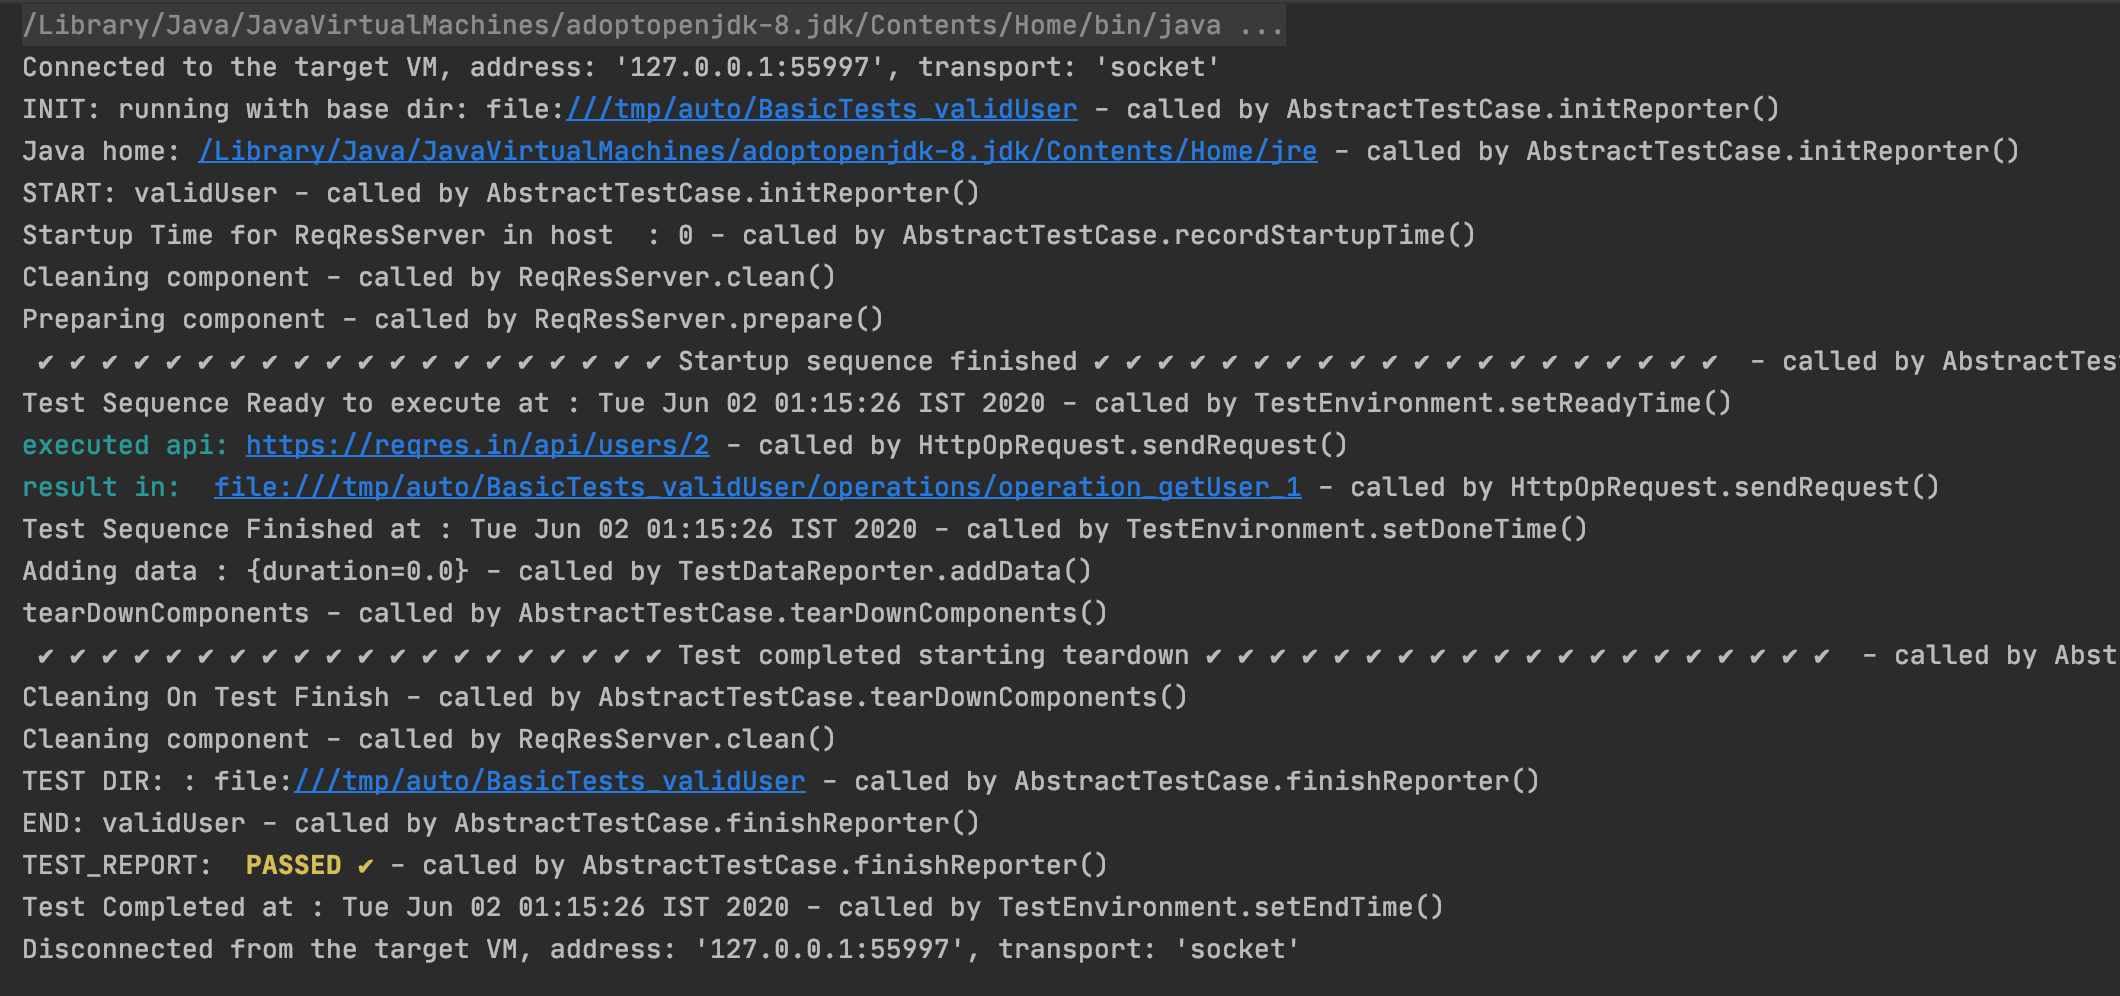 /Library/Java/JavaVirtualMachines/adoptopenjdk-8.jdk/Contents/Home/bin/java ...
Connected to the target VM, address: '127.0.0.1:55997', transport: 'socket'
INIT: running with base dir: file:///tmp/auto/BasicTests_validUser - called by AbstractTestCase.initReporter()
Java home: /Library/Java/JavaVirtualMachines/adoptopenjdk-8.jdk/Contents/Home/jre - called by AbstractTestCase.initReporter()
START: validUser - called by AbstractTestCase.initReporter()
Startup Time for ReqResServer in host  : 0 - called by AbstractTestCase.recordStartupTime()
Cleaning component - called by ReqResServer.clean()
Preparing component - called by ReqResServer.prepare()
✔ ✔ ✔ ✔ ✔ ✔ ✔ ✔ ✔ ✔ ✔ ✔ ✔ ✔ ✔ ✔ ✔ ✔ ✔ ✔ Startup sequence finished ✔ ✔ ✔ ✔ ✔ ✔ ✔ ✔ ✔ ✔ ✔ ✔ ✔ ✔ ✔ ✔ ✔ ✔ ✔ ✔  - called by AbstractTes
Test Sequence Ready to execute at : Tue Jun 02 01:15:26 IST 2020 - called by TestEnvironment.setReadyTime()
executed api: https://reqres.in/api/users/2 - called by HttpOpRequest.sendRequest()
result in:  file:///tmp/auto/BasicTests_validUser/operations/operation_getUser_1 - called by HttpOpRequest.sendRequest()
Test Sequence Finished at : Tue Jun 02 01:15:26 IST 2020 - called by TestEnvironment.setDoneTime()
Adding data : {duration=0.0} - called by TestDataReporter.addData()
tearDownComponents - called by AbstractTestCase.tearDownComponents()
✔ ✔ ✔ ✔ ✔ ✔ ✔ ✔ ✔ ✔ ✔ ✔ ✔ ✔ ✔ ✔ ✔ ✔ ✔ ✔ Test completed starting teardown ✔ ✔ ✔ ✔ ✔ ✔ ✔ ✔ ✔ ✔ ✔ ✔ ✔ ✔ ✔ ✔ ✔ ✔ ✔ ✔  - called by Abst
Cleaning On Test Finish - called by AbstractTestCase.tearDownComponents()
Cleaning component - called by ReqResServer.clean()
TEST DIR: : file:///tmp/auto/BasicTests_validUser - called by AbstractTestCase.finishReporter()
END: validUser - called by AbstractTestCase.finishReporter()
TEST_REPORT:  PASSED ✔ - called by AbstractTestCase.finishReporter()
Test Completed at : Tue Jun 02 01:15:26 IST 2020 - called by TestEnvironment.setEndTime()
Disconnected from the target VM, address: '127.0.0.1:55997', transport: 'socket'